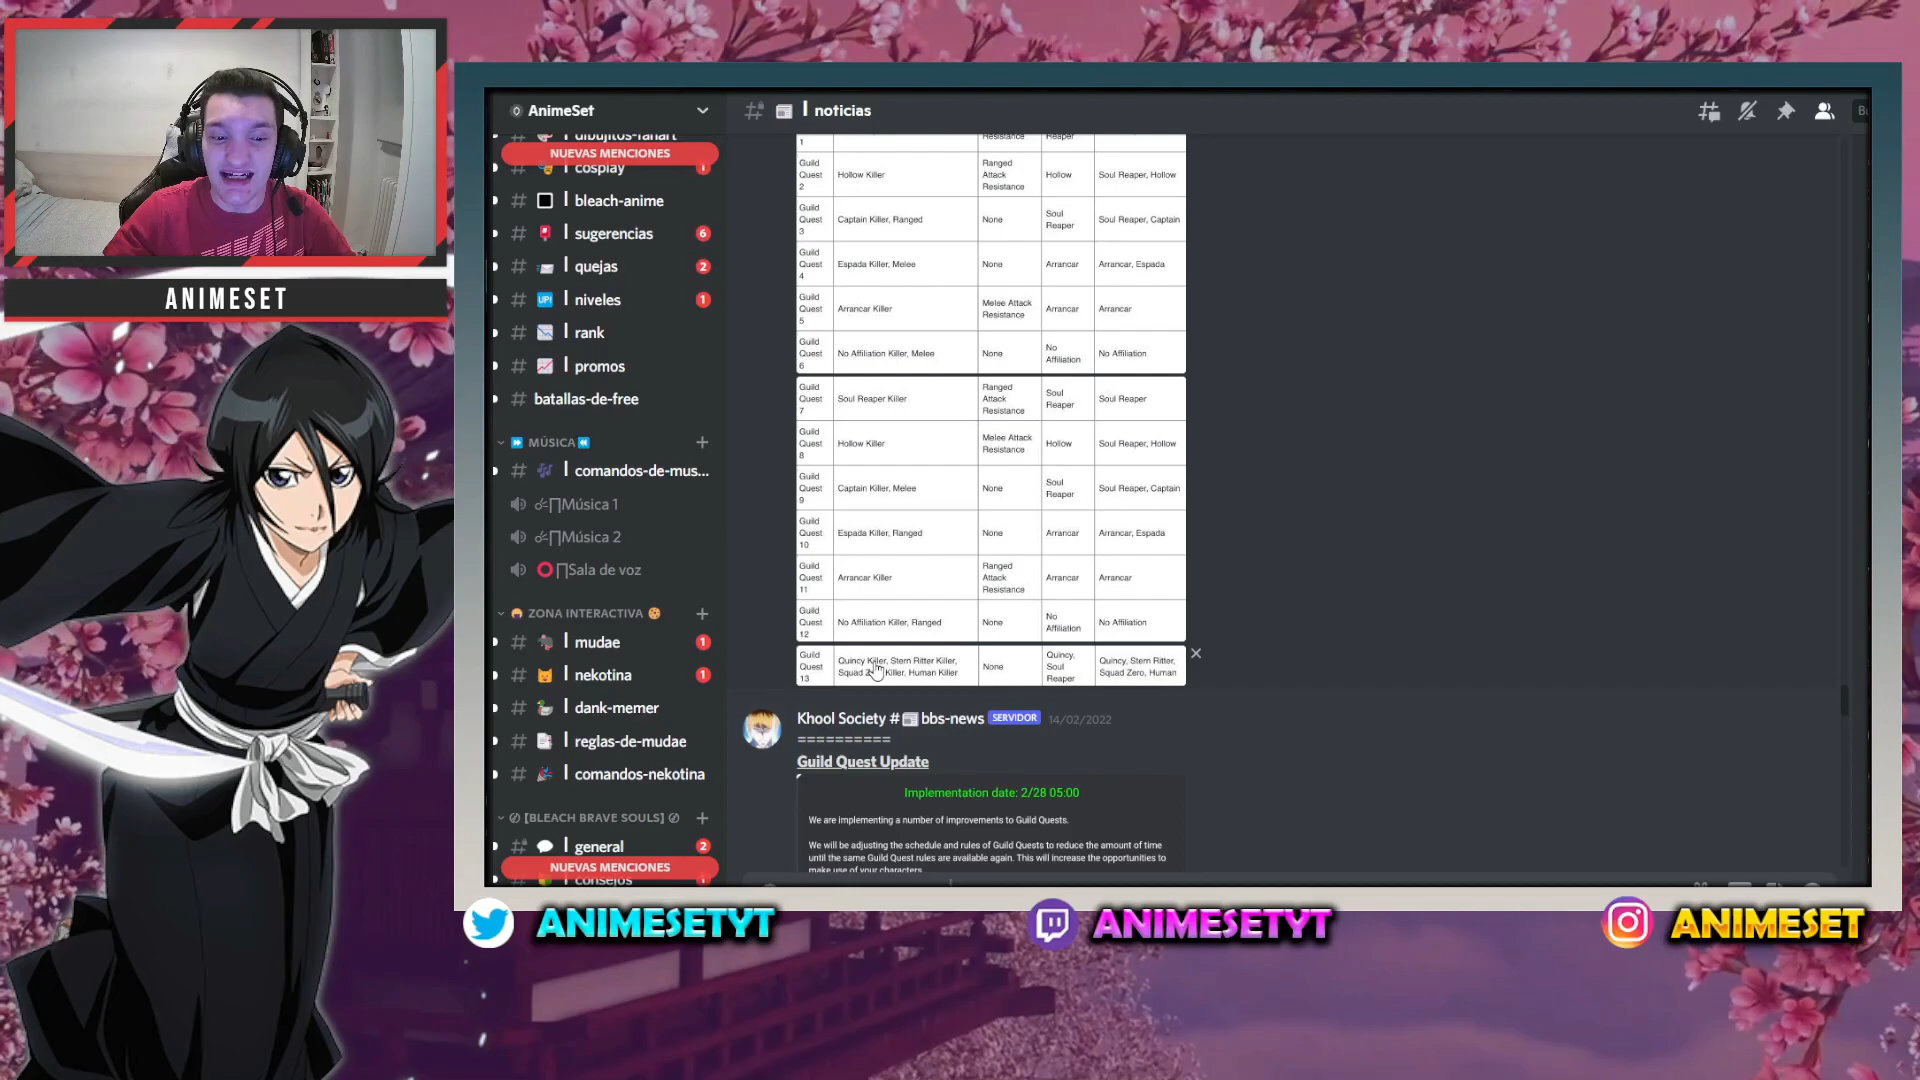 ANIMESET
AnimeSet
dibujitos-fanart
NUEVAS MENCIONES
cosplay 1
bleach-anime
sugerencias 6
quejas 2
UP! niveles 1
rank
promos
batallas-de-free
MÚSICA
comandos-de-mus...
Música 1
Música 2
Sala de voz
ZONA INTERACTIVA
mudae 1
nekotina 1
dank-memer
reglas-de-mudae
comandos-nekotina
[BLEACH BRAVE SOULS]
general 2
NUEVAS MENCIONES
consejos
noticias
1 Resistance Reaper
Guild Quest 2 Hollow Killer Ranged Attack Resistance Hollow Soul Reaper, Hollow
Guild Quest 3 Captain Killer, Ranged None Soul Reaper Soul Reaper, Captain
Guild Quest 4 Espada Killer, Melee None Arrancar Arrancar, Espada
Guild Quest 5 Arrancar Killer Melee Attack Resistance Arrancar Arrancar
Guild Quest 6 No Affiliation Killer, Melee None No Affiliation No Affiliation
Guild Quest 7 Soul Reaper Killer Ranged Attack Resistance Soul Reaper Soul Reaper
Guild Quest 8 Hollow Killer Melee Attack Resistance Hollow Soul Reaper, Hollow
Guild Quest 9 Captain Killer, Melee None Soul Reaper Soul Reaper, Captain
Guild Quest 10 Espada Killer, Ranged None Arrancar Arrancar, Espada
Guild Quest 11 Arrancar Killer Ranged Attack Resistance Arrancar Arrancar
Guild Quest 12 No Affiliation Killer, Ranged None No Affiliation No Affiliation
Guild Quest 13 Quincy Killer, Stern Ritter Killer, Squad Z Killer, Human Killer None Quincy, Soul Reaper Quincy, Stern Ritter, Squad Zero, Human
Khool Society # bbs-news SERVIDOR 14/02/2022
==========
Guild Quest Update
Implementation date: 2/28 05:00
We are implementing a number of improvements to Guild Quests.
We will be adjusting the schedule and rules of Guild Quests to reduce the amount of time
until the same Guild Quest rules are available again. This will increase the opportunities to
make use of your characters.
ANIMESETYT
ANIMESETYT
ANIMESET